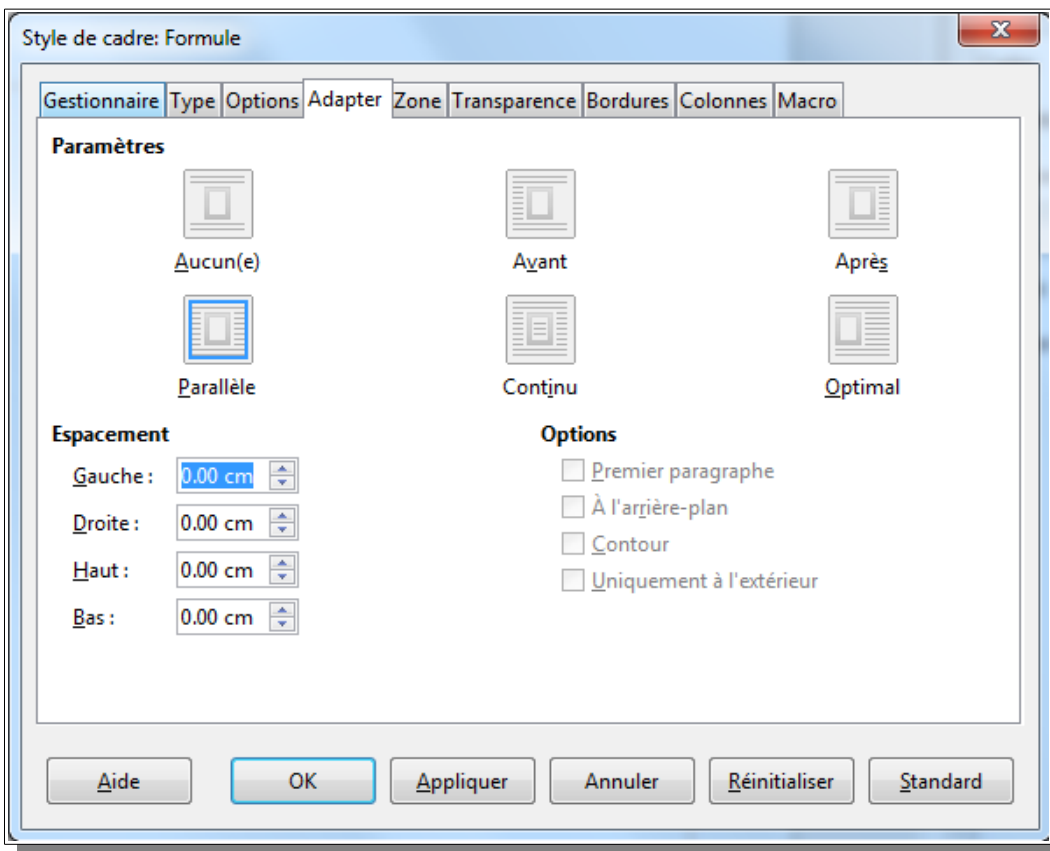 Style de cadre: Formule
Gestionnaire Type Options Adapter Zone Transparence Bordures Colonnes Macro
Paramètres
Aucun(e) Avant Après
Parallèle Continu Optimal
Espacement Options
Gauche : 0.00 cm Premier paragraphe
Droite : 0.00 cm À l'arrière-plan
Haut : 0.00 cm Contour
Bas : 0.00 cm Uniquement à l'extérieur
Aide OK Appliquer Annuler Réinitialiser Standard